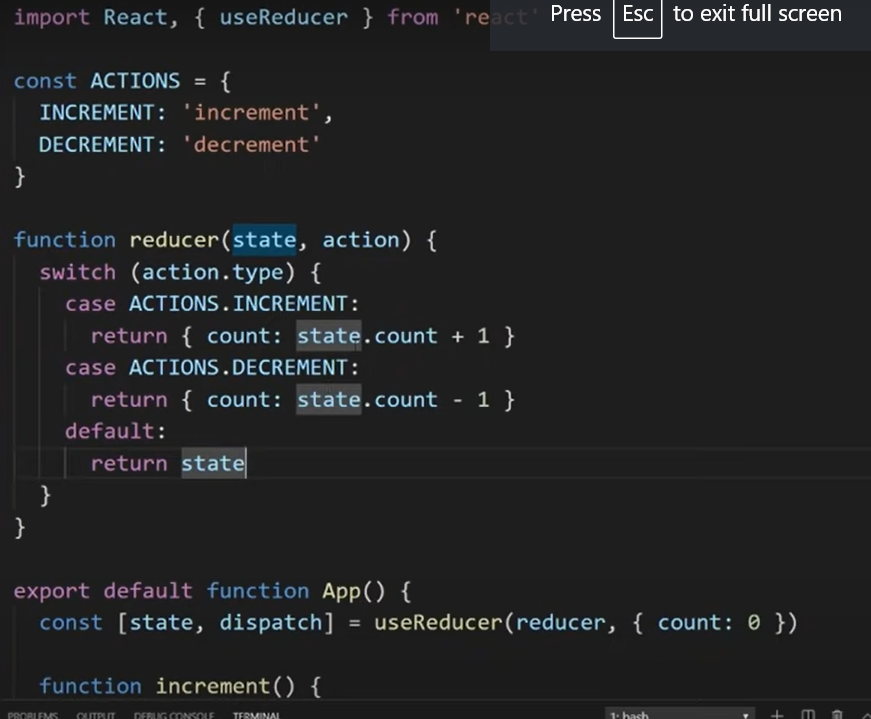 import React, { useReducer } from 'react'
Press Esc to exit full screen
const ACTIONS = {
  INCREMENT: 'increment',
  DECREMENT: 'decrement'
}
function reducer(state, action) {
  switch (action.type) {
    case ACTIONS.INCREMENT:
      return { count: state.count + 1 }
    case ACTIONS.DECREMENT:
      return { count: state.count - 1 }
    default:
      return state
  }
}
export default function App() {
  const [state, dispatch] = useReducer(reducer, { count: 0 })
  function increment() {
PROBLEMS OUTPUT DEBUG CONSOLE TERMINAL 1: bash